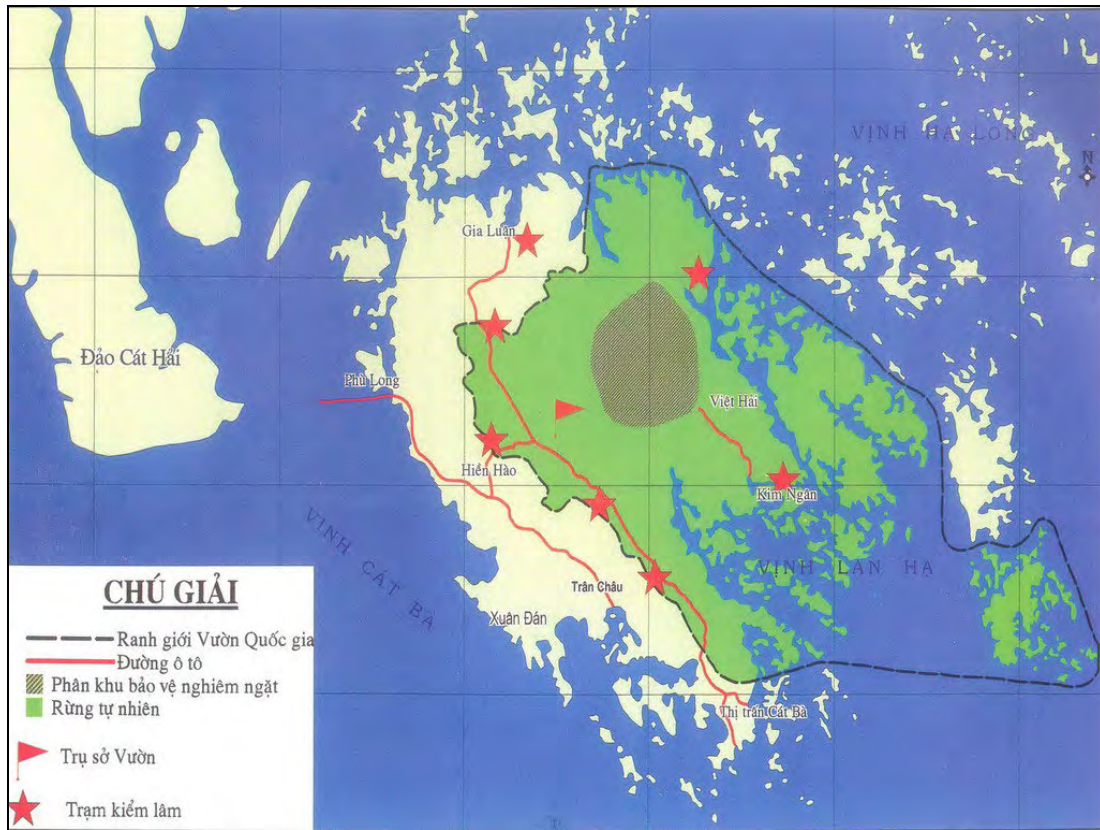 VỊNH HẠ LONG
N
Gia Luân
Đảo Cát Hải
Phù Long
Việt Hải
Hiền Hào
Kim Ngân
VỊNH CÁT BÀ
VỊNH LAN HẠ
Trân Châu
Xuân Đán
Thị trấn Cát Bà
CHÚ GIẢI
Ranh giới Vườn Quốc gia
Đường ô tô
Phân khu bảo vệ nghiêm ngặt
Rừng tự nhiên
Trụ sở Vườn
Trạm kiểm lâm